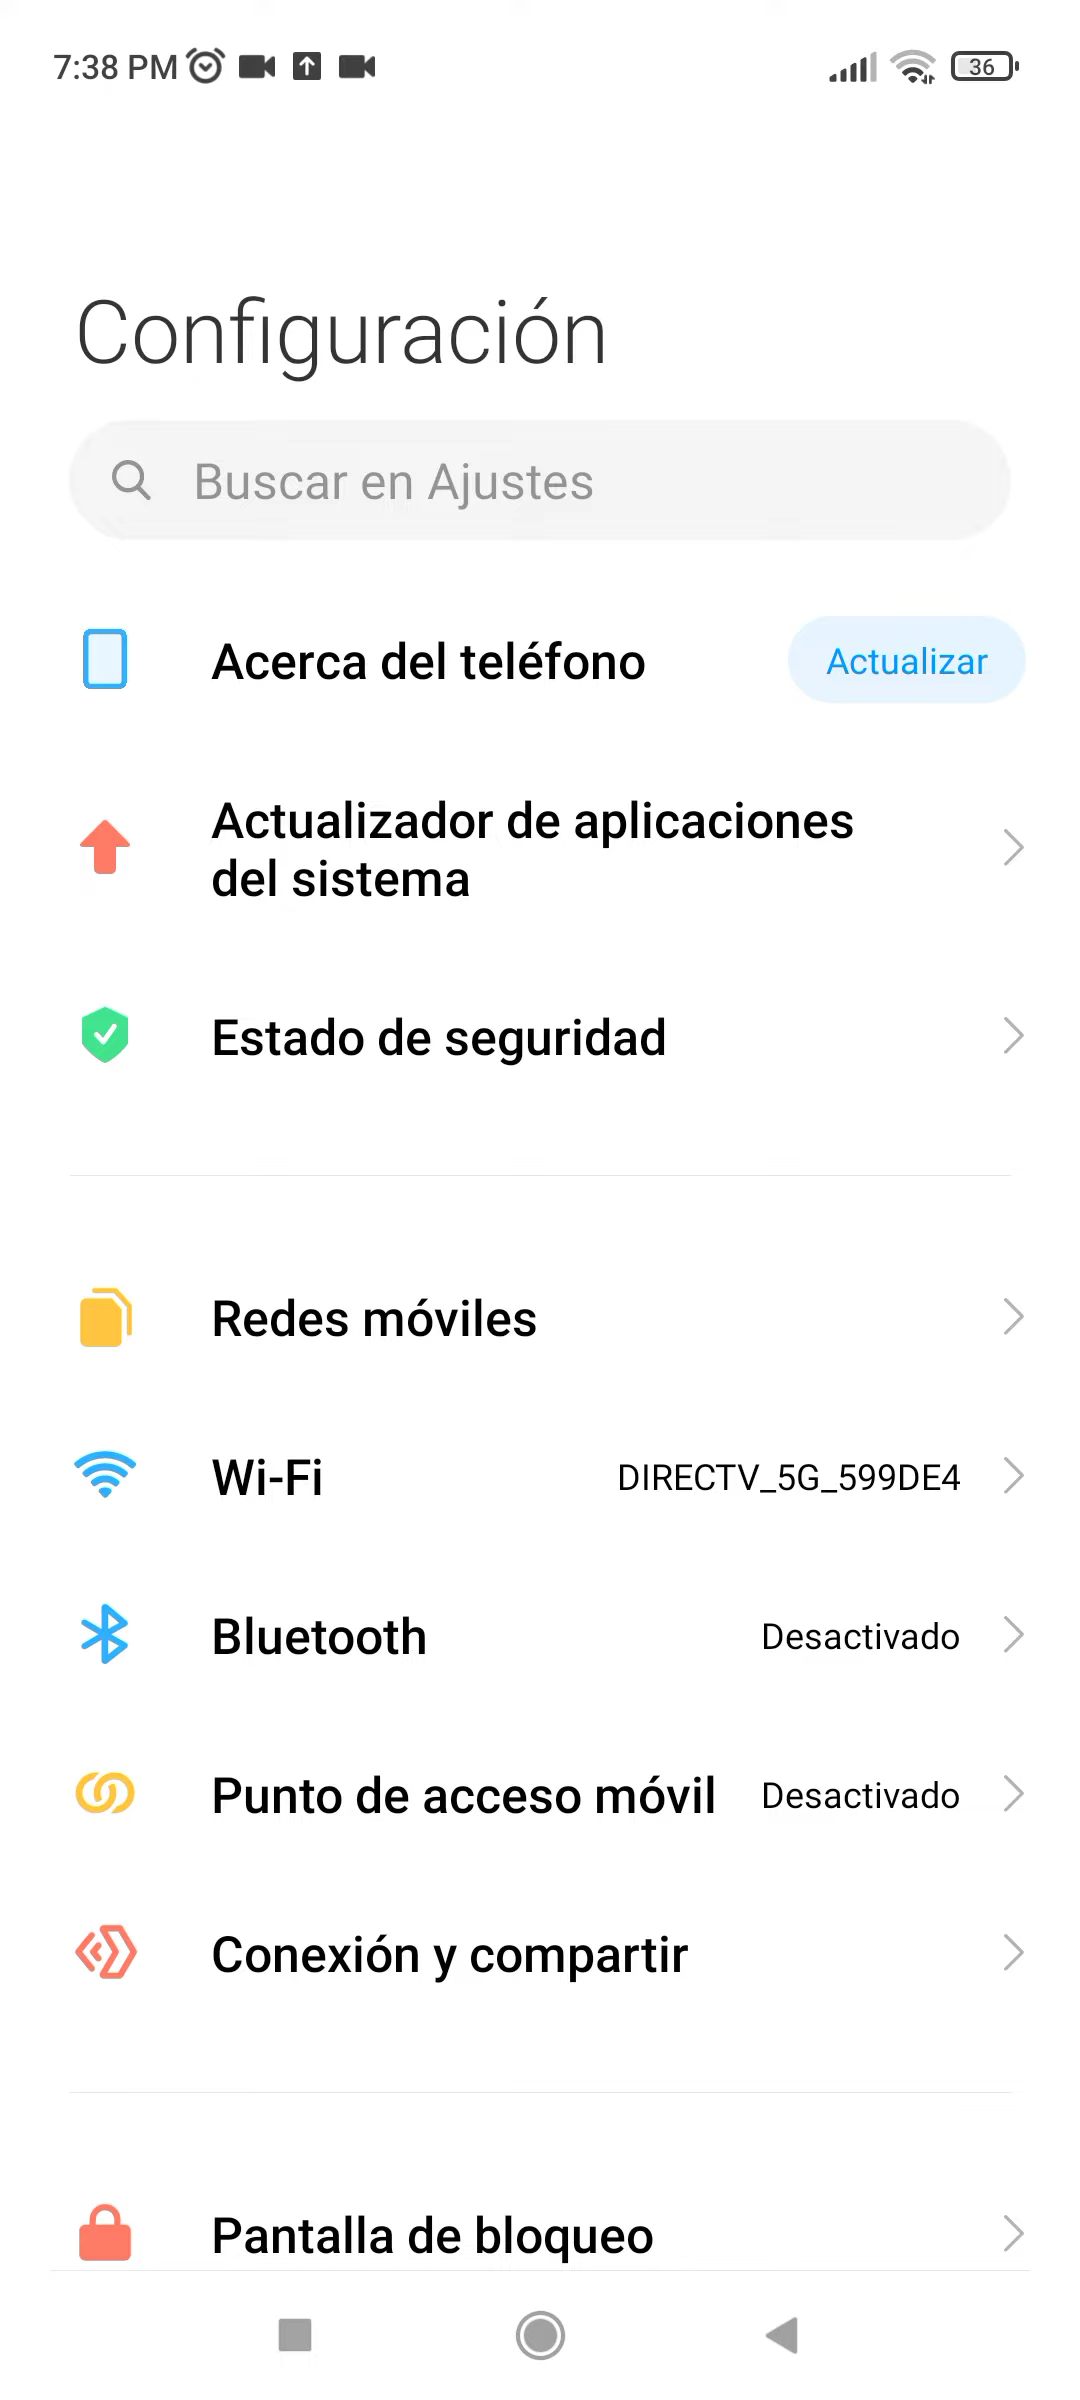 7:38 PM
36
Configuración
Buscar en Ajustes
Acerca del teléfono
Actualizar
Actualizador de aplicaciones
del sistema
Estado de seguridad
Redes móviles
Wi-Fi
DIRECTV_5G_599DE4
Bluetooth
Desactivado
Punto de acceso móvil
Desactivado
Conexión y compartir
Pantalla de bloqueo